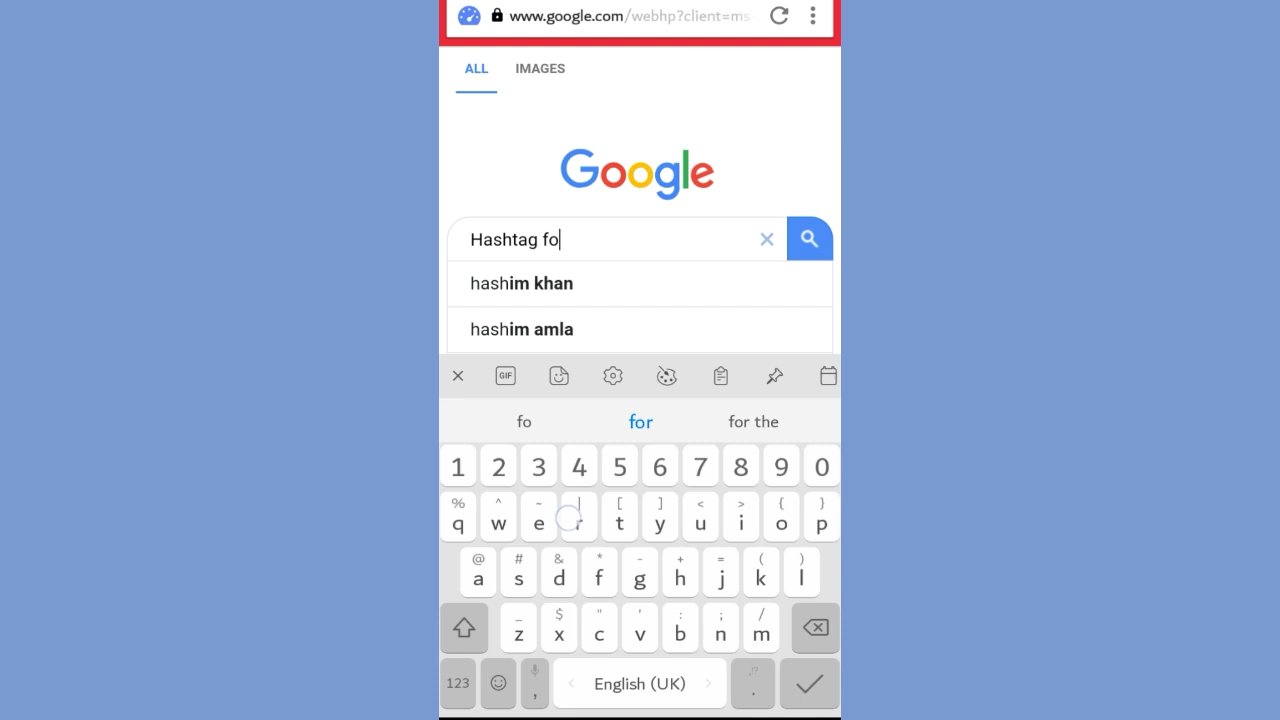 www.google.com/webhp?client=ms-
ALL IMAGES
Google
Hashtag fo
hashim khan
hashim amla
GIF
fo for for the
1 2 3 4 5 6 7 8 9 0
% ^ ~ | [ ] < > { }
q w e r t y u i o p
@ # & * - + = ( )
a s d f g h j k l
_ $ " ' : ; /
z x c v b n m
123 , English (UK) .